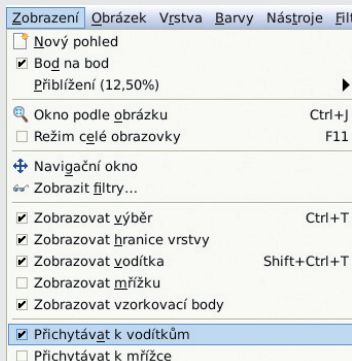 Zobrazení Obrázek Vrstva Barvy Nástroje Filt
Nový pohled
Bod na bod
Přiblížení (12,50%)
Okno podle obrázku Ctrl+J
Režim celé obrazovky F11
Navigační okno
Zobrazit filtry...
Zobrazovat výběr Ctrl+T
Zobrazovat hranice vrstvy
Zobrazovat vodítka Shift+Ctrl+T
Zobrazovat mřížku
Zobrazovat vzorkovací body
Přichytávat k vodítkům
Přichytávat k mřížce